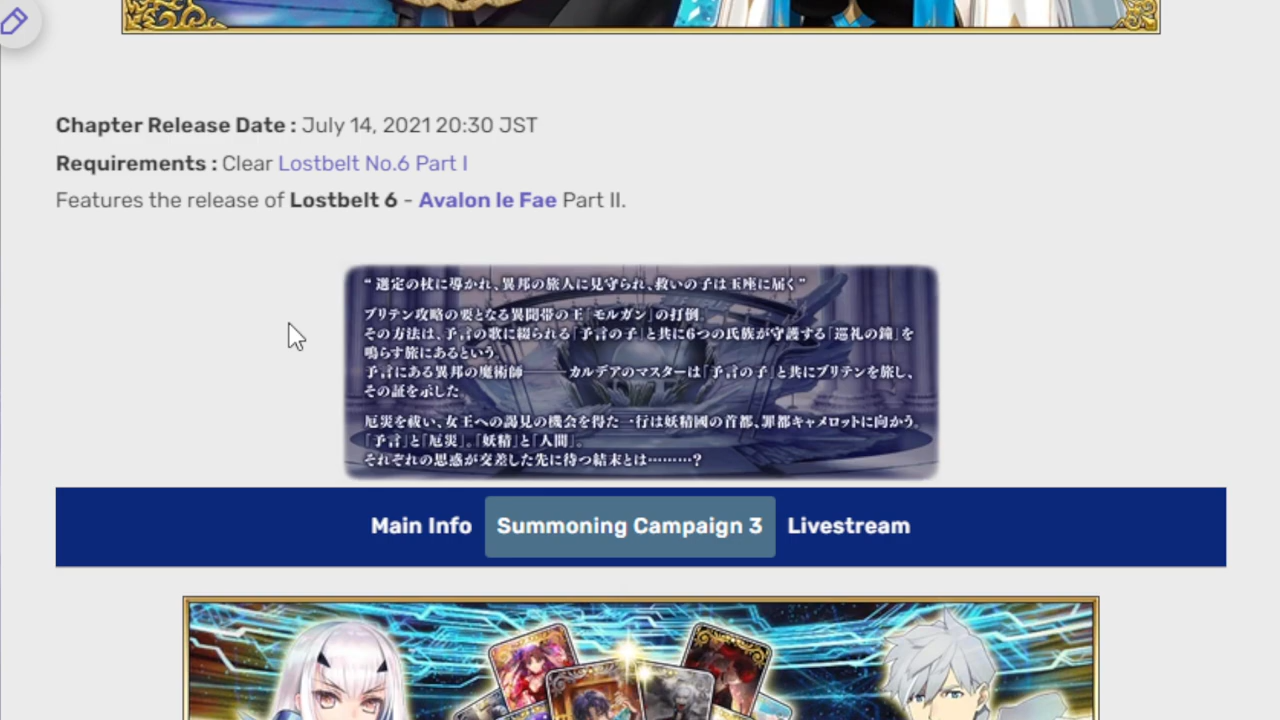 Chapter Release Date : July 14, 2021 20:30 JST
Requirements : Clear Lostbelt No.6 Part I
Features the release of Lostbelt 6 - Avalon le Fae Part II.
“選定の杖に導かれ、異邦の旅人に見守られ、救いの子は玉座に届く”
ブリテン攻略の要となる異聞帯の王「モルガン」の打倒。
その方法は、予言の歌に綴られる「予言の子」と共に6つの氏族が守護する「巡礼の鐘」を
鳴らす旅にあるという。
予言にある異邦の魔術師――カルデアのマスターは「予言の子」と共にブリテンを旅し、
その証を示した。
厄災を祓い、女王への謁見の機会を得た一行は妖精國の首都、罪都キャメロットに向かう。
「予言」と「厄災」。「妖精」と「人間」。
それぞれの思惑が交差した先に待つ結末とは………？
Main Info Summoning Campaign 3 Livestream